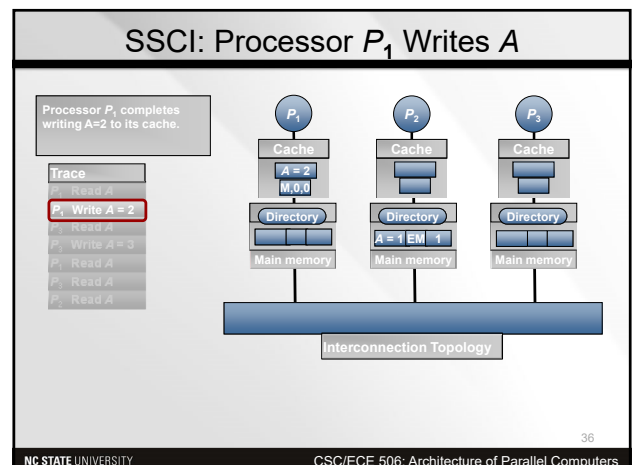 SSCI: Processor P₁ Writes A
Processor P₁ completes
writing A=2 to its cache.
Trace
P₁ Read A
P₁ Write A = 2
Read A
Write A = 3
P₁ Read A
Read A
P₂ Read A
P₁
Cache
A = 2
M,0,0
Directory
Main memory
P₂
Cache
Directory
A = 1 EM 1
Main memory
P₃
Cache
Directory
Main memory
Interconnection Topology
36
NC STATE UNIVERSITY
CSC/ECE 506: Architecture of Parallel Computers